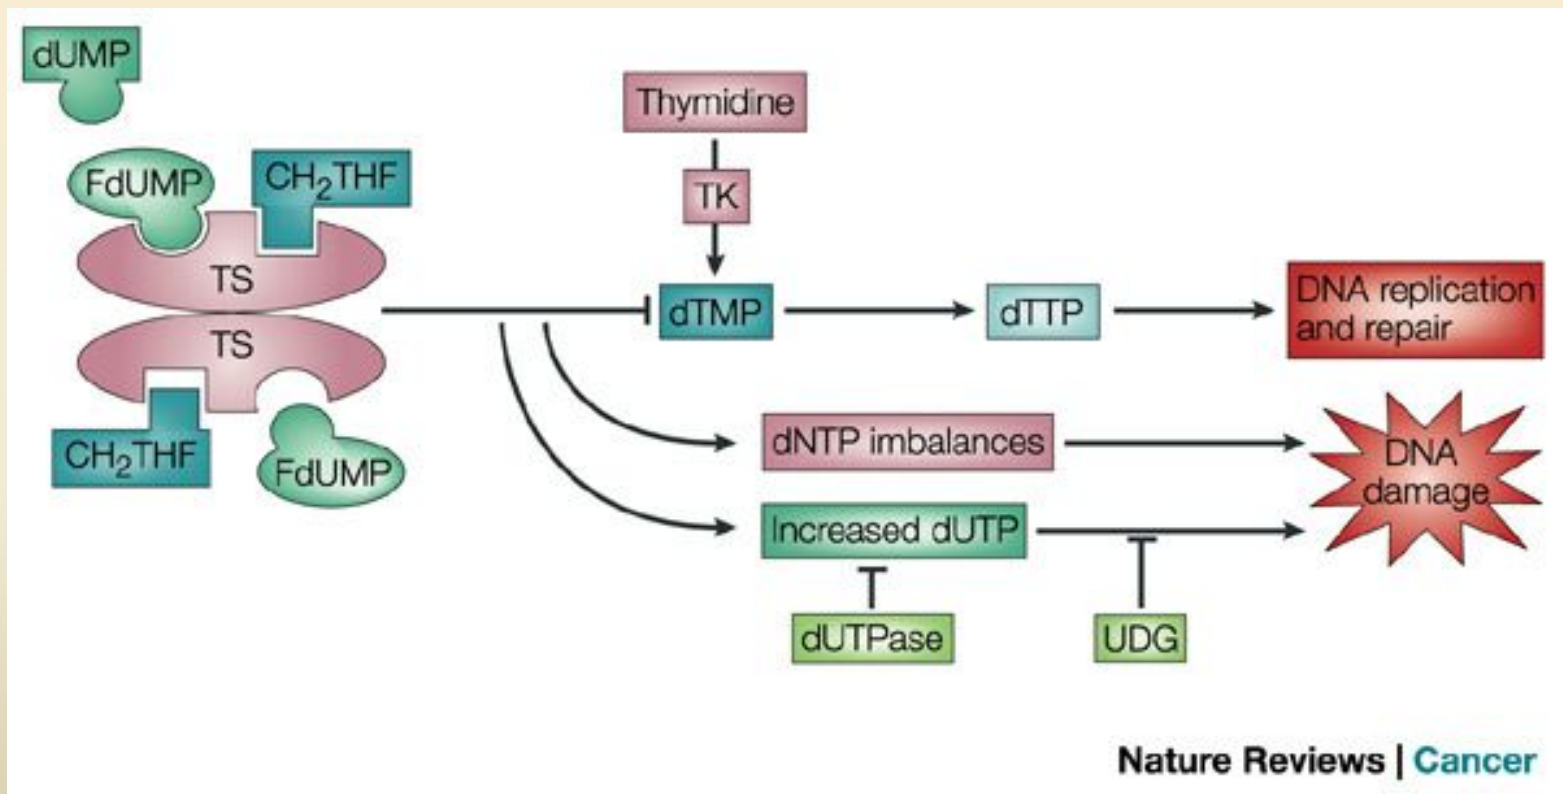 dUMP
Thymidine
FdUMP
CH₂THF
TK
TS
dTMP
dTTP
DNA replication
and repair
TS
CH₂THF
FdUMP
dNTP imbalances
DNA
damage
Increased dUTP
dUTPase
UDG
Nature Reviews | Cancer